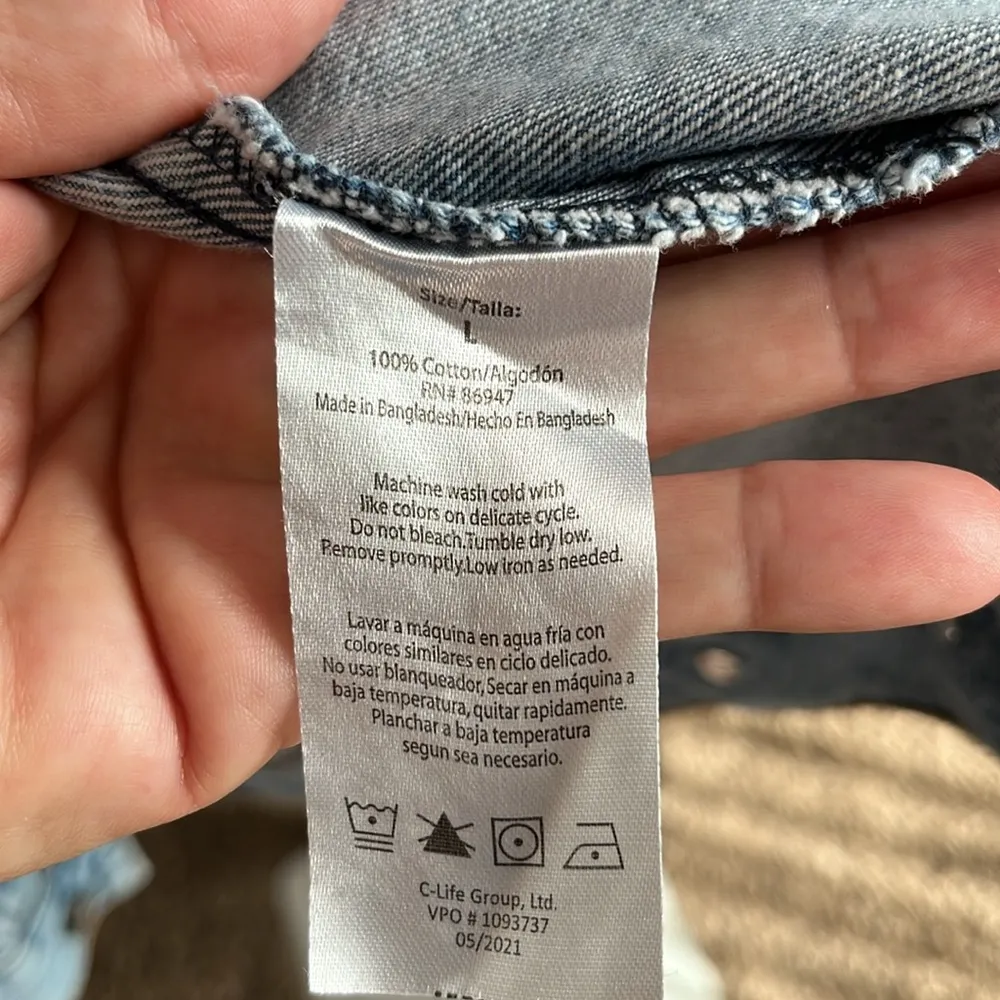 Size/Talla:
L
100% Cotton/Algodón
RN# 86947
Made in Bangladesh/Hecho En Bangladesh
Machine wash cold with
like colors on delicate cycle.
Do not bleach.Tumble dry low.
Remove promptly.Low iron as needed.
Lavar a máquina en agua fría con
colores similares en ciclo delicado.
No usar blanqueador, Secar en máquina a
baja temperatura, quitar rapidamente.
Planchar a baja temperatura
segun sea necesario.
C-Life Group, Ltd.
VPO # 1093737
05/2021